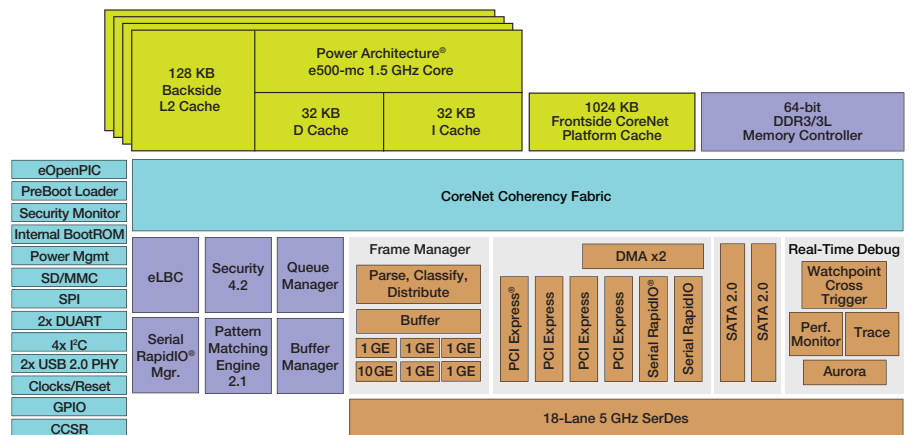 128 KB
Backside
L2 Cache
Power Architecture®
e500-mc 1.5 GHz Core
32 KB
D Cache
32 KB
I Cache
1024 KB
Frontside CoreNet
Platform Cache
64-bit
DDR3/3L
Memory Controller
eOpenPIC
PreBoot Loader
Security Monitor
Internal BootROM
Power Mgmt
SD/MMC
SPI
2x DUART
4x I²C
2x USB 2.0 PHY
Clocks/Reset
GPIO
CCSR
CoreNet Coherency Fabric
eLBC
Security
4.2
Queue
Manager
Serial
RapidIO®
Mgr.
Pattern
Matching
Engine
2.1
Buffer
Manager
Frame Manager
Parse, Classify,
Distribute
Buffer
1 GE
1 GE
1 GE
10 GE
1 GE
1 GE
DMA x2
PCI Express®
PCI Express
PCI Express
PCI Express
Serial RapidIO®
Serial RapidIO
SATA 2.0
SATA 2.0
Real-Time Debug
Watchpoint
Cross
Trigger
Perf.
Monitor
Trace
Aurora
18-Lane 5 GHz SerDes